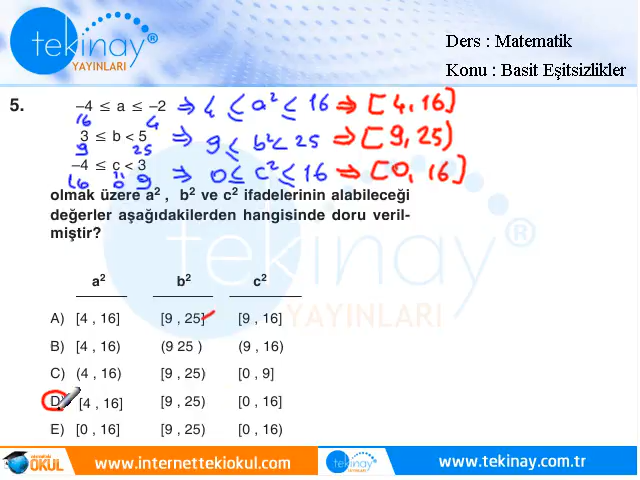 tekinay
YAYINLARI
®
Ders : Matematik
Konu : Basit Eşitsizlikler
5. –4 ≤ a ≤ –2 ⇒ 4 ≤ a² ≤ 16 ⇒ [4, 16]
16 4
3 ≤ b < 5 ⇒ 9 ≤ b² < 25 ⇒ [9, 25)
9 25
–4 ≤ c < 3 ⇒ 0 ≤ c² ≤ 16 ⇒ [0, 16]
16 0 9
olmak üzere a² , b² ve c² ifadelerinin alabileceği
değerler aşağıdakilerden hangisinde doru veril-
miştir?
tekinay®
YAYINLARI
a² b² c²
A) [4 , 16] [9 , 25] [9 , 16]
B) [4 , 16) (9 25 ) (9 , 16)
C) (4 , 16) [9 , 25) [0 , 9]
D) [4 , 16] [9 , 25) [0 , 16]
E) [0 , 16] [9 , 25) [0 , 16)
OKUL www.internettekiokul.com tekinay www.tekinay.com.tr